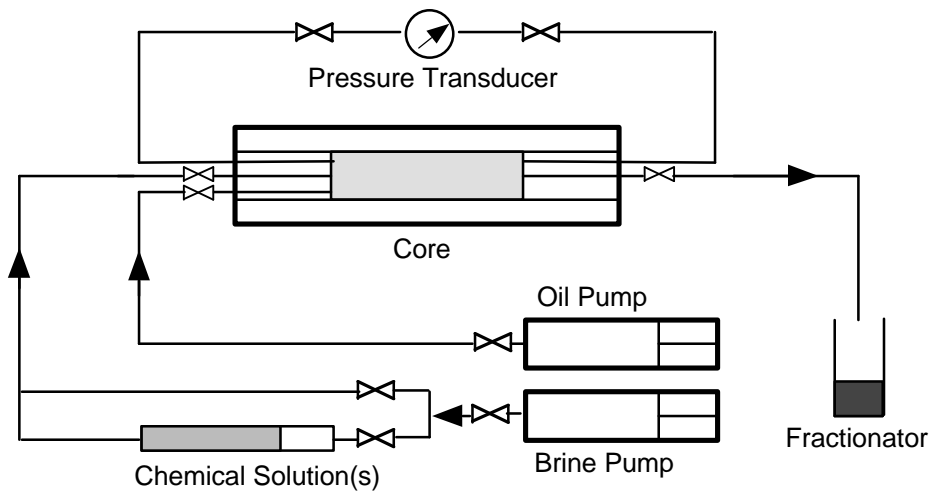 Pressure Transducer
Core
Oil Pump
Brine Pump
Chemical Solution(s)
Fractionator